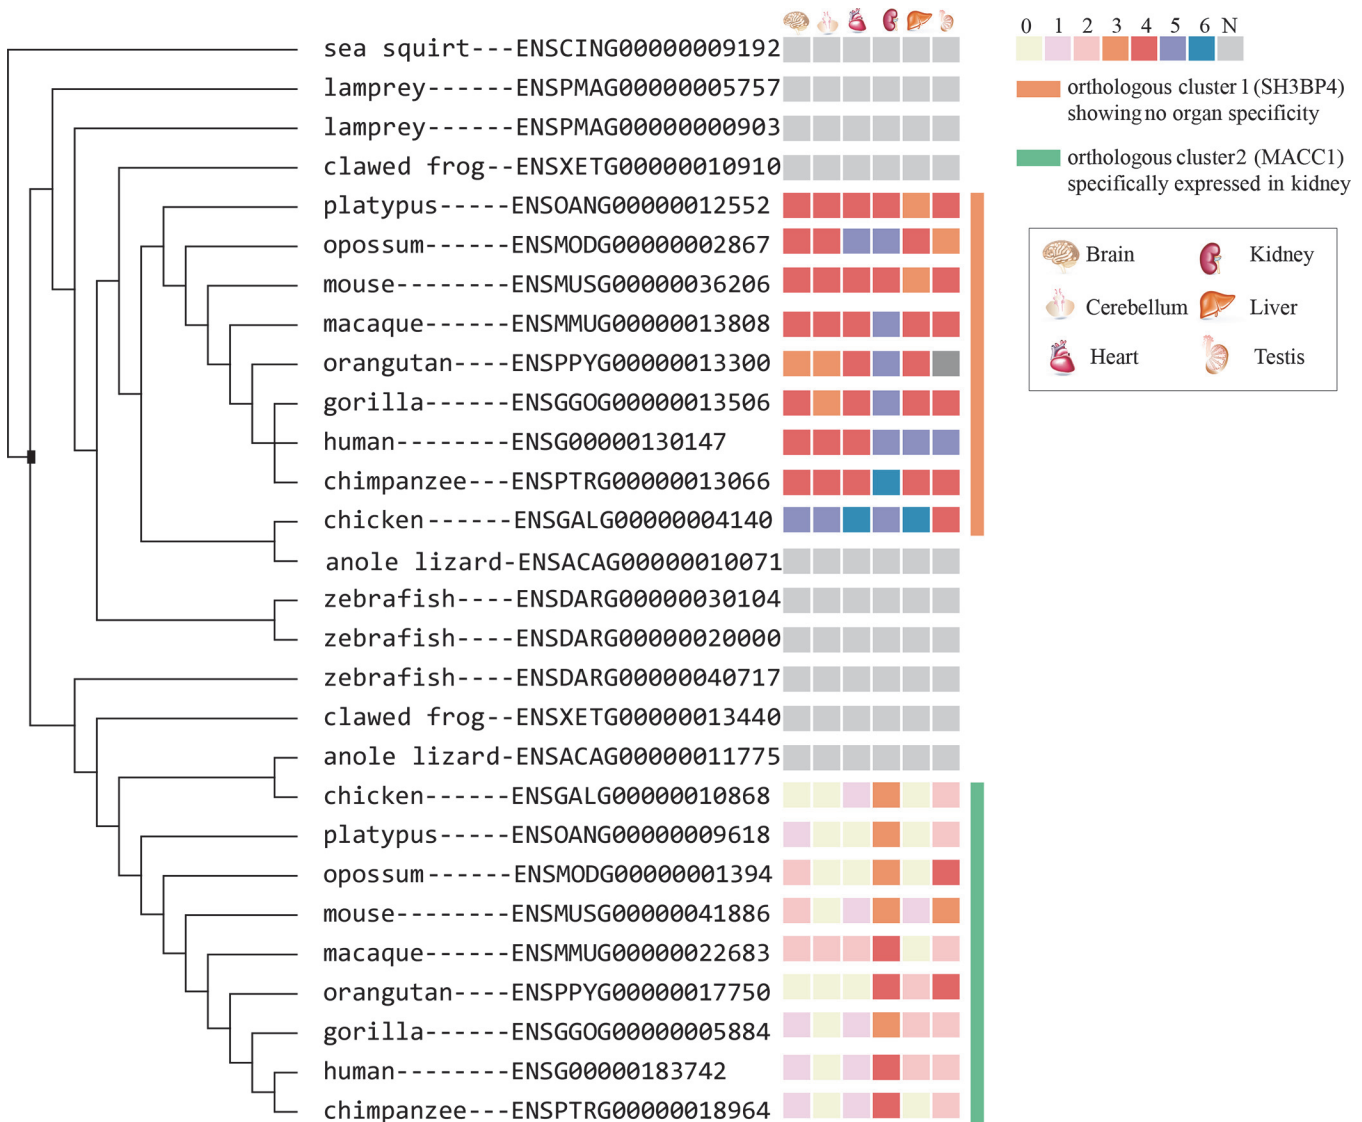 0 1 2 3 4 5 6 N
sea squirt---ENSCING00000009192
lamprey------ENSPMAG00000005757
lamprey------ENSPMAG00000000903
clawed frog--ENSXETG00000010910
platypus-----ENSOANG00000012552
opossum------ENSMODG00000002867
mouse--------ENSMUSG00000036206
macaque------ENSMMUG00000013808
orangutan----ENSPPYG00000013300
gorilla------ENSGGOG00000013506
human--------ENSG00000130147
chimpanzee---ENSPTRG00000013066
chicken------ENSGALG00000004140
anole lizard-ENSACAG00000010071
zebrafish----ENSDARG00000030104
zebrafish----ENSDARG00000020000
zebrafish----ENSDARG00000040717
clawed frog--ENSXETG00000013440
anole lizard-ENSACAG00000011775
chicken------ENSGALG00000010868
platypus-----ENSOANG00000009618
opossum------ENSMODG00000001394
mouse--------ENSMUSG00000041886
macaque------ENSMMUG00000022683
orangutan----ENSPPYG00000017750
gorilla------ENSGGOG00000005884
human--------ENSG00000183742
chimpanzee---ENSPTRG00000018964
orthologous cluster 1 (SH3BP4)
showing no organ specificity
orthologous cluster2 (MACC1)
specifically expressed in kidney
Brain Kidney
Cerebellum Liver
Heart Testis